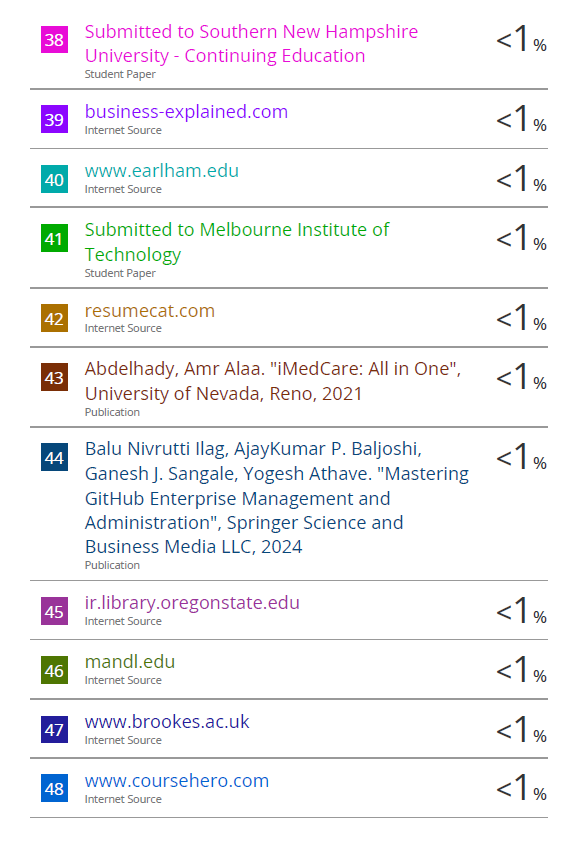 38
Submitted to Southern New Hampshire
University - Continuing Education
Student Paper
<1%
39
business-explained.com
Internet Source
<1%
40
www.earlham.edu
Internet Source
<1%
41
Submitted to Melbourne Institute of
Technology
Student Paper
<1%
42
resumecat.com
Internet Source
<1%
43
Abdelhady, Amr Alaa. "iMedCare: All in One",
University of Nevada, Reno, 2021
Publication
<1%
44
Balu Nivrutti Ilag, AjayKumar P. Baljoshi,
Ganesh J. Sangale, Yogesh Athave. "Mastering
GitHub Enterprise Management and
Administration", Springer Science and
Business Media LLC, 2024
Publication
<1%
45
ir.library.oregonstate.edu
Internet Source
<1%
46
mandl.edu
Internet Source
<1%
47
www.brookes.ac.uk
Internet Source
<1%
48
www.coursehero.com
Internet Source
<1%